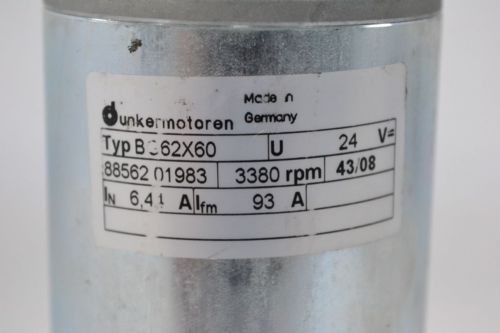 dunkermotoren Made in Germany
Typ BG62X60 U 24 V=
88562 01983 3380 rpm 43/08
IN 6,41 A Ifm 93 A